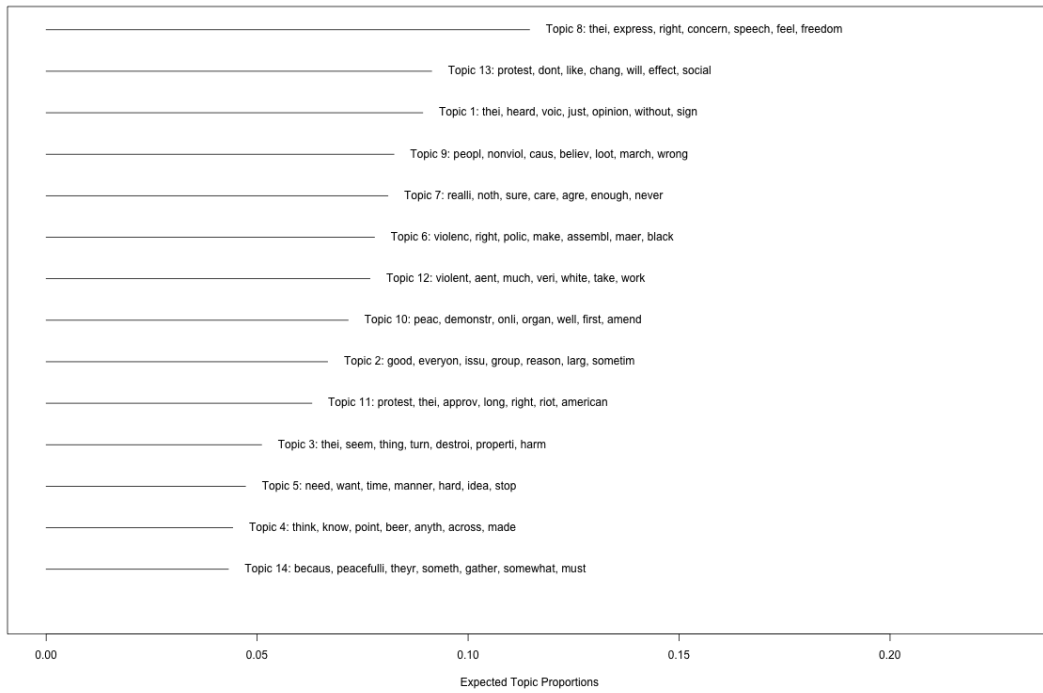 Topic 8: thei, express, right, concern, speech, feel, freedom
Topic 13: protest, dont, like, chang, will, effect, social
Topic 1: thei, heard, voic, just, opinion, without, sign
Topic 9: peopl, nonviol, caus, believ, loot, march, wrong
Topic 7: realli, noth, sure, care, agre, enough, never
Topic 6: violenc, right, polic, make, assembl, maer, black
Topic 12: violent, aent, much, veri, white, take, work
Topic 10: peac, demonstr, onli, organ, well, first, amend
Topic 2: good, everyon, issu, group, reason, larg, sometim
Topic 11: protest, thei, approv, long, right, riot, american
Topic 3: thei, seem, thing, turn, destroi, properti, harm
Topic 5: need, want, time, manner, hard, idea, stop
Topic 4: think, know, point, beer, anyth, across, made
Topic 14: becaus, peacefulli, theyr, someth, gather, somewhat, must
0.00 0.05 0.10 0.15 0.20
Expected Topic Proportions